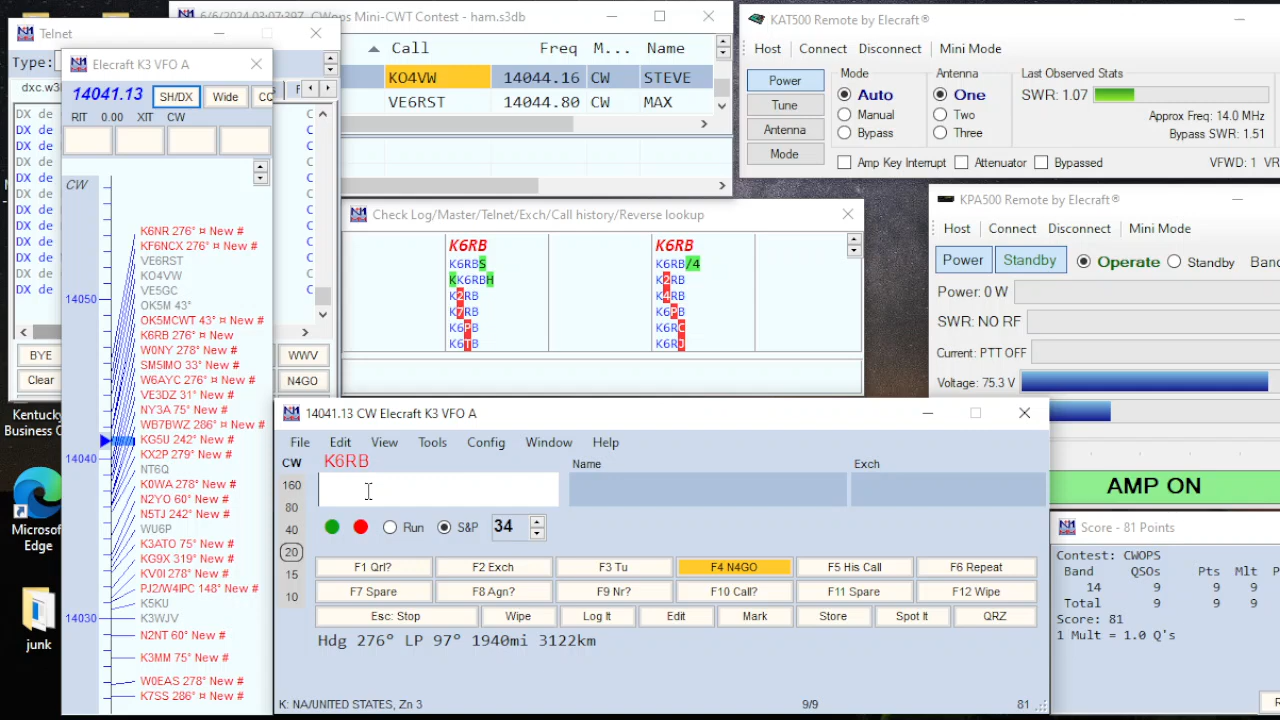 Telnet
Type:
dxc.w3
DX de
DX de
DX de
DX de
DX de
DX de
DX de
DX de
DX de
DX de
DX de
DX de
BYE
WWV
Clear
N4GO
Elecraft K3 VFO A
14041.13 SH/DX Wide CQ
RIT 0.00 XIT CW
CW
14050
14040
14030
K6NR 276° ¤ New #
KF6NCX 276° ¤ New #
VE6RST
KO4VW
VE5GC
OK5M 43°
OK5MCWT 43° ¤ New #
K6RB 276° ¤ New
W0NY 278° New #
SM5IMO 33° New #
W6AYC 276° ¤ New #
VE3DZ 31° New #
NY3A 75° New #
WB7BWZ 286° ¤ New #
KG5U 242° New #
KX2P 279° New #
NT6Q
K0WA 278° New #
N2YO 60° New #
N5TJ 242° New #
WU6P
K3ATO 75° New #
KG9X 319° New #
KV0I 278° New #
PJ2/W4IPC 148° New #
K5KU
K3WJV
N2NT 60° New #
K3MM 75° New #
W0EAS 278° New #
K7SS 286° ¤ New #
6/6/2024 03:07:39Z CWops Mini-CWT Contest - ham.s3db
Call Freq M... Name
KO4VW 14044.16 CW STEVE
VE6RST 14044.80 CW MAX
Check Log/Master/Telnet/Exch/Call history/Reverse lookup
K6RB K6RB
K6RBS K6RB/4
KK6RBH K2RB
K2RB K4RB
K7RB K6PB
K6PB K6RC
K6TB K6RJ
KAT500 Remote by Elecraft®
Host Connect Disconnect Mini Mode
Power
Tune
Antenna
Mode
Mode
Auto
Manual
Bypass
Antenna
One
Two
Three
Last Observed Stats
SWR: 1.07
Approx Freq: 14.0 MHz
Bypass SWR: 1.51
Amp Key Interrupt Attenuator Bypassed VFWD: 1
KPA500 Remote by Elecraft®
Host Connect Disconnect Mini Mode
Power Standby Operate Standby
Power: 0 W
SWR: NO RF
Current: PTT OFF
Voltage: 75.3 V
AMP ON
14041.13 CW Elecraft K3 VFO A
File Edit View Tools Config Window Help
CW K6RB Name Exch
160
80
40
20
15
10
Run S&P 34
F1 Qrl? F2 Exch F3 Tu F4 N4GO F5 His Call F6 Repeat
F7 Spare F8 Agn? F9 Nr? F10 Call? F11 Spare F12 Wipe
Esc: Stop Wipe Log It Edit Mark Store Spot It QRZ
Hdg 276° LP 97° 1940mi 3122km
K: NA/UNITED STATES, Zn 3 9/9 81
Score - 81 Points
Contest: CWOPS
Band QSOs Pts Mlt
14 9 9 9
Total 9 9 9
Score: 81
1 Mult = 1.0 Q's
Kentucky
Business C
Microsoft
Edge
junk